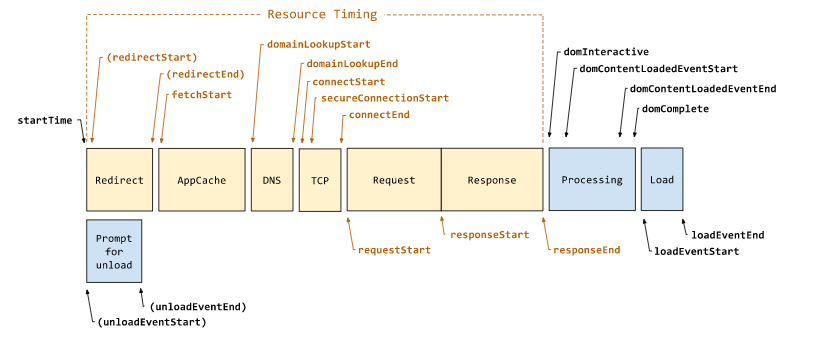 Resource Timing
domainLookupStart
domInteractive
(redirectStart)
domainLookupEnd
domContentLoadedEventStart
(redirectEnd)
connectStart
domContentLoadedEventEnd
fetchStart
secureConnectionStart
domComplete
connectEnd
startTime
Redirect
AppCache
DNS
TCP
Request
Response
Processing
Load
Prompt
for
unload
requestStart
responseStart
responseEnd
loadEventEnd
loadEventStart
(unloadEventEnd)
(unloadEventStart)